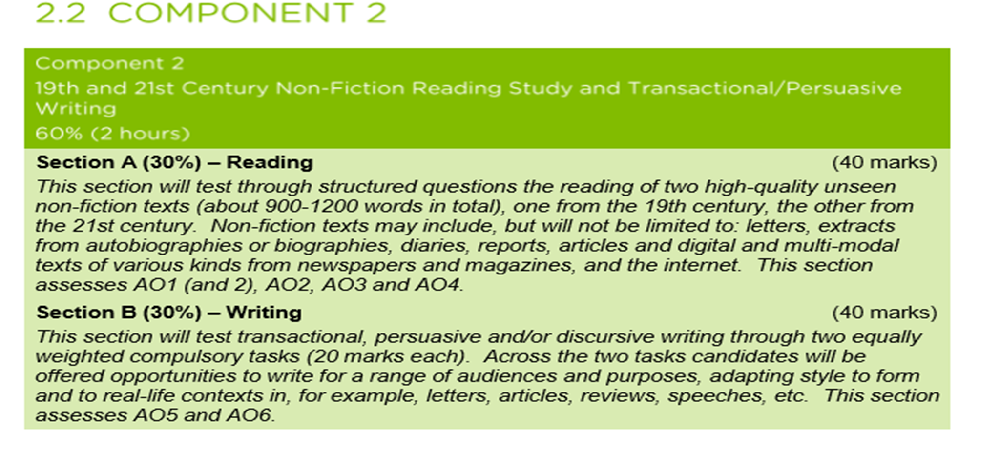 2.2 COMPONENT 2
Component 2
19th and 21st Century Non-Fiction Reading Study and Transactional/Persuasive
Writing
60% (2 hours)
Section A (30%) – Reading (40 marks)
This section will test through structured questions the reading of two high-quality unseen
non-fiction texts (about 900-1200 words in total), one from the 19th century, the other from
the 21st century. Non-fiction texts may include, but will not be limited to: letters, extracts
from autobiographies or biographies, diaries, reports, articles and digital and multi-modal
texts of various kinds from newspapers and magazines, and the internet. This section
assesses AO1 (and 2), AO2, AO3 and AO4.
Section B (30%) – Writing (40 marks)
This section will test transactional, persuasive and/or discursive writing through two equally
weighted compulsory tasks (20 marks each). Across the two tasks candidates will be
offered opportunities to write for a range of audiences and purposes, adapting style to form
and to real-life contexts in, for example, letters, articles, reviews, speeches, etc. This section
assesses AO5 and AO6.